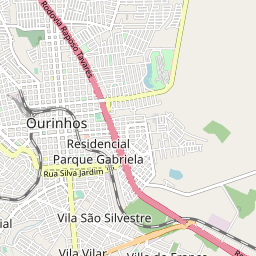 Rodovia Raposo Tavares
Ourinhos
Residencial
Parque Gabriela
Rua Silva Jardim
Vila São Silvestre
Vila Vilar